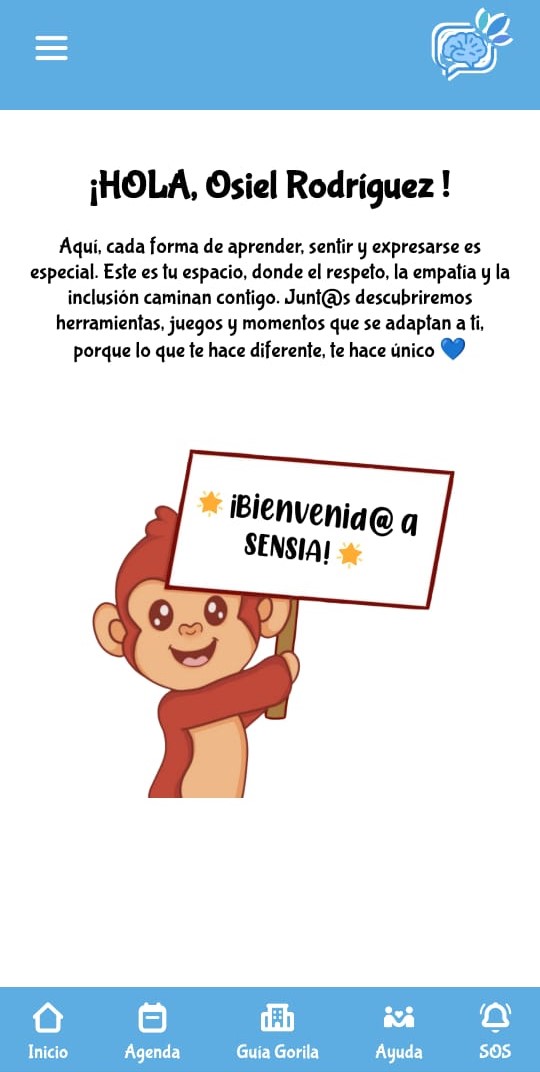 ¡HOLA, Osiel Rodríguez !
Aquí, cada forma de aprender, sentir y expresarse es
especial. Este es tu espacio, donde el respeto, la empatía y la
inclusión caminan contigo. Junt@s descubriremos
herramientas, juegos y momentos que se adaptan a ti,
porque lo que te hace diferente, te hace único 💙
🌟 ¡Bienvenid@ a
SENSIA! 🌟
Inicio
Agenda
Guía Gorila
Ayuda
SOS